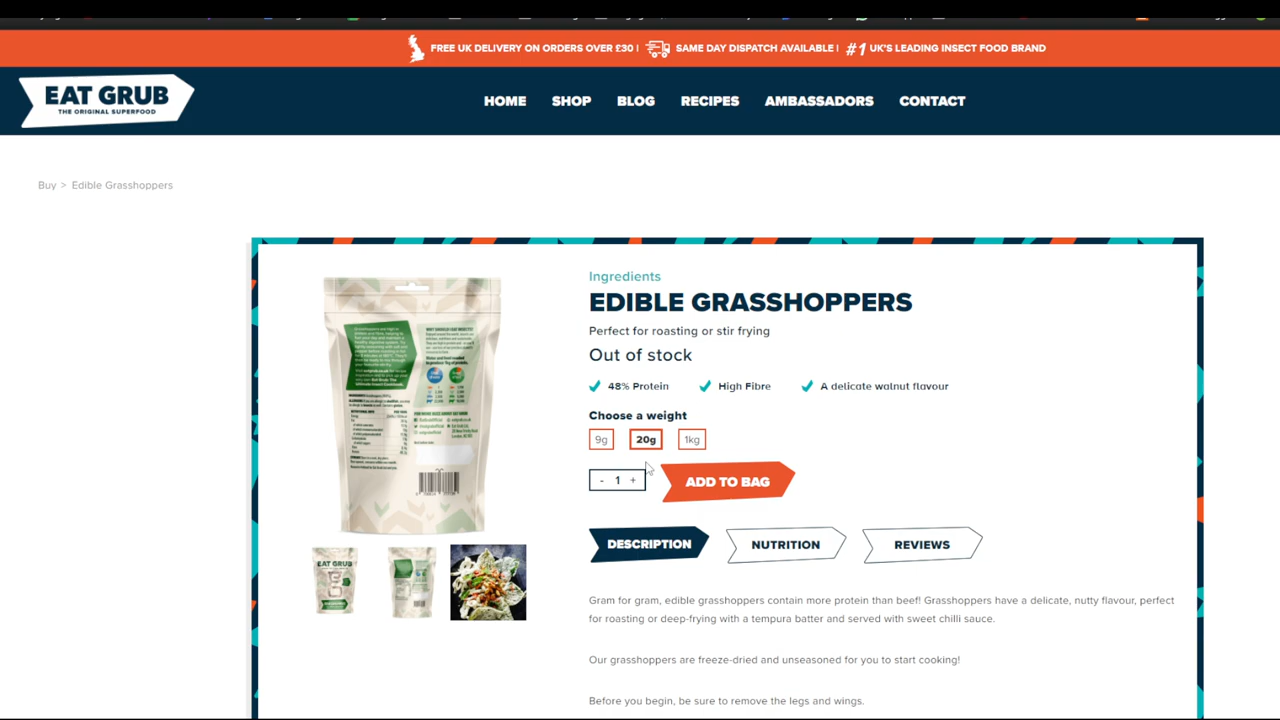 FREE UK DELIVERY ON ORDERS OVER £30 | SAME DAY DISPATCH AVAILABLE | #1 UK'S LEADING INSECT FOOD BRAND
EAT GRUB
THE ORIGINAL SUPERFOOD
HOME SHOP BLOG RECIPES AMBASSADORS CONTACT
Buy > Edible Grasshoppers
Ingredients
EDIBLE GRASSHOPPERS
Perfect for roasting or stir frying
Out of stock
48% Protein High Fibre A delicate walnut flavour
Choose a weight
9g 20g 1kg
- 1 + ADD TO BAG
DESCRIPTION NUTRITION REVIEWS
Gram for gram, edible grasshoppers contain more protein than beef! Grasshoppers have a delicate, nutty flavour, perfect
for roasting or deep-frying with a tempura batter and served with sweet chilli sauce.
Our grasshoppers are freeze-dried and unseasoned for you to start cooking!
Before you begin, be sure to remove the legs and wings.
EAT GRUB